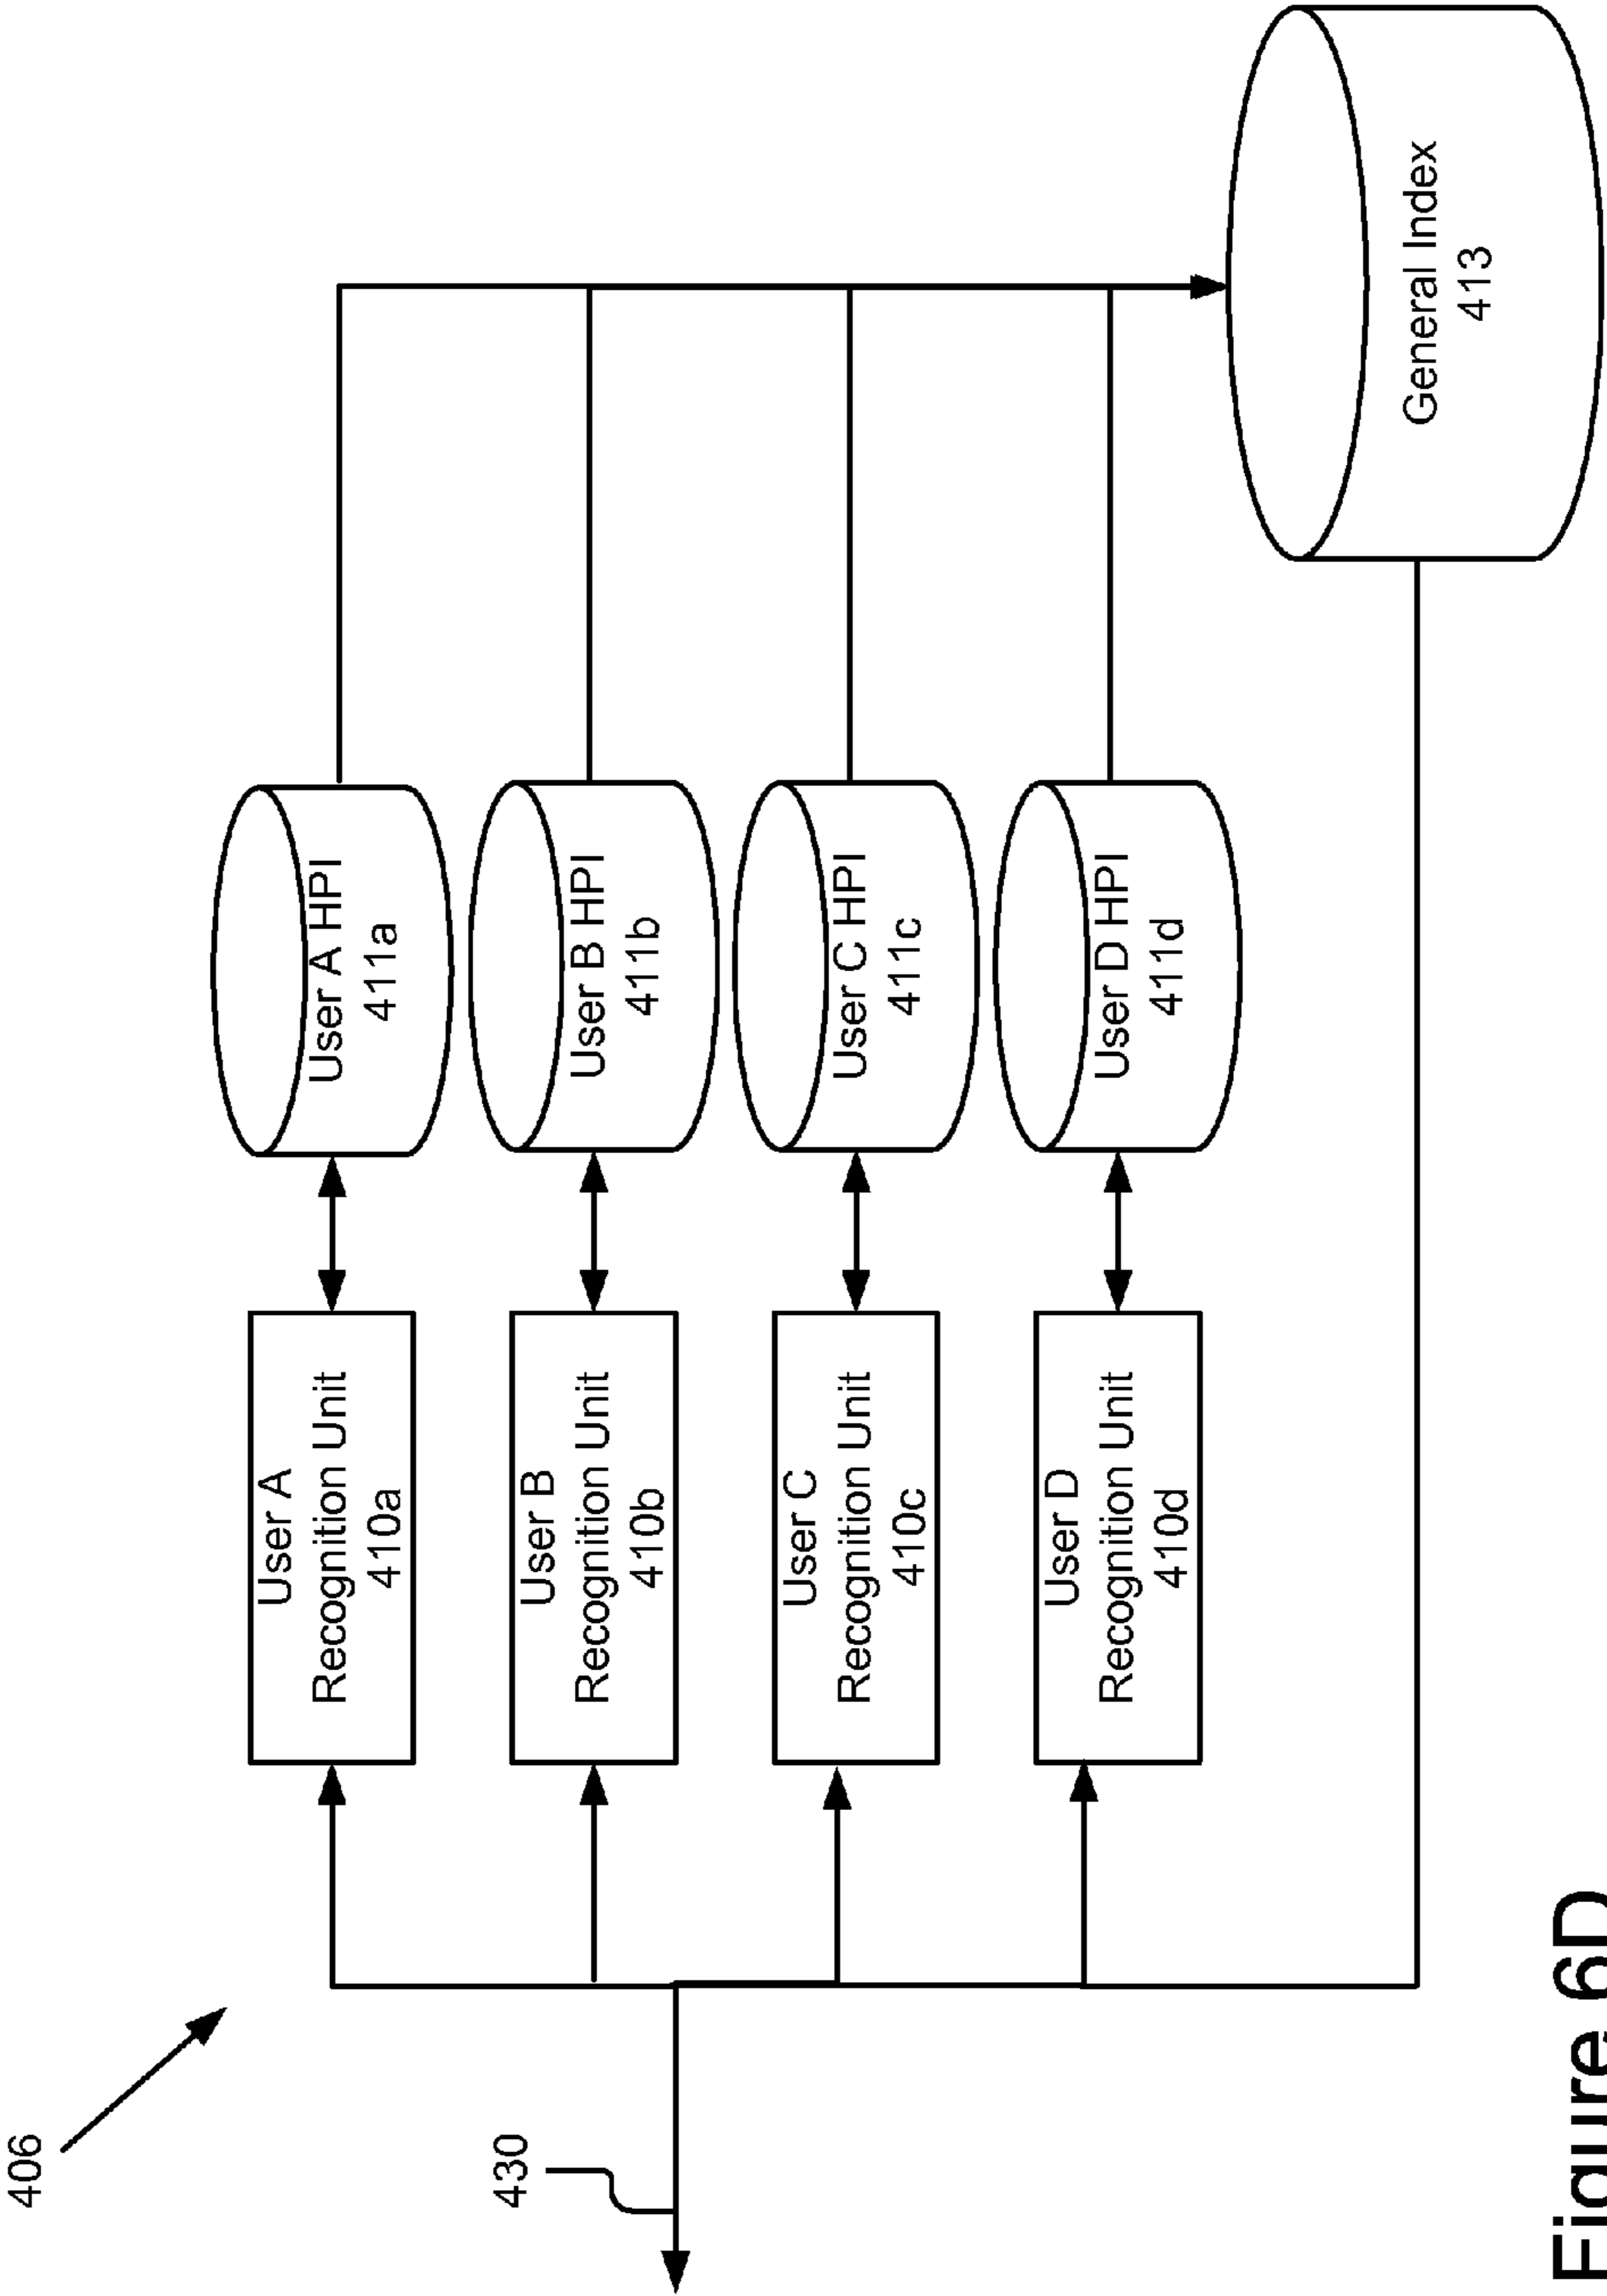 406
430
User A
Recognition Unit
410a
User A HPI
411a
User B
Recognition Unit
410b
User B HPI
411b
User C
Recognition Unit
410c
User C HPI
411c
User D
Recognition Unit
410d
User D HPI
411d
General Index
413
Figure 6D